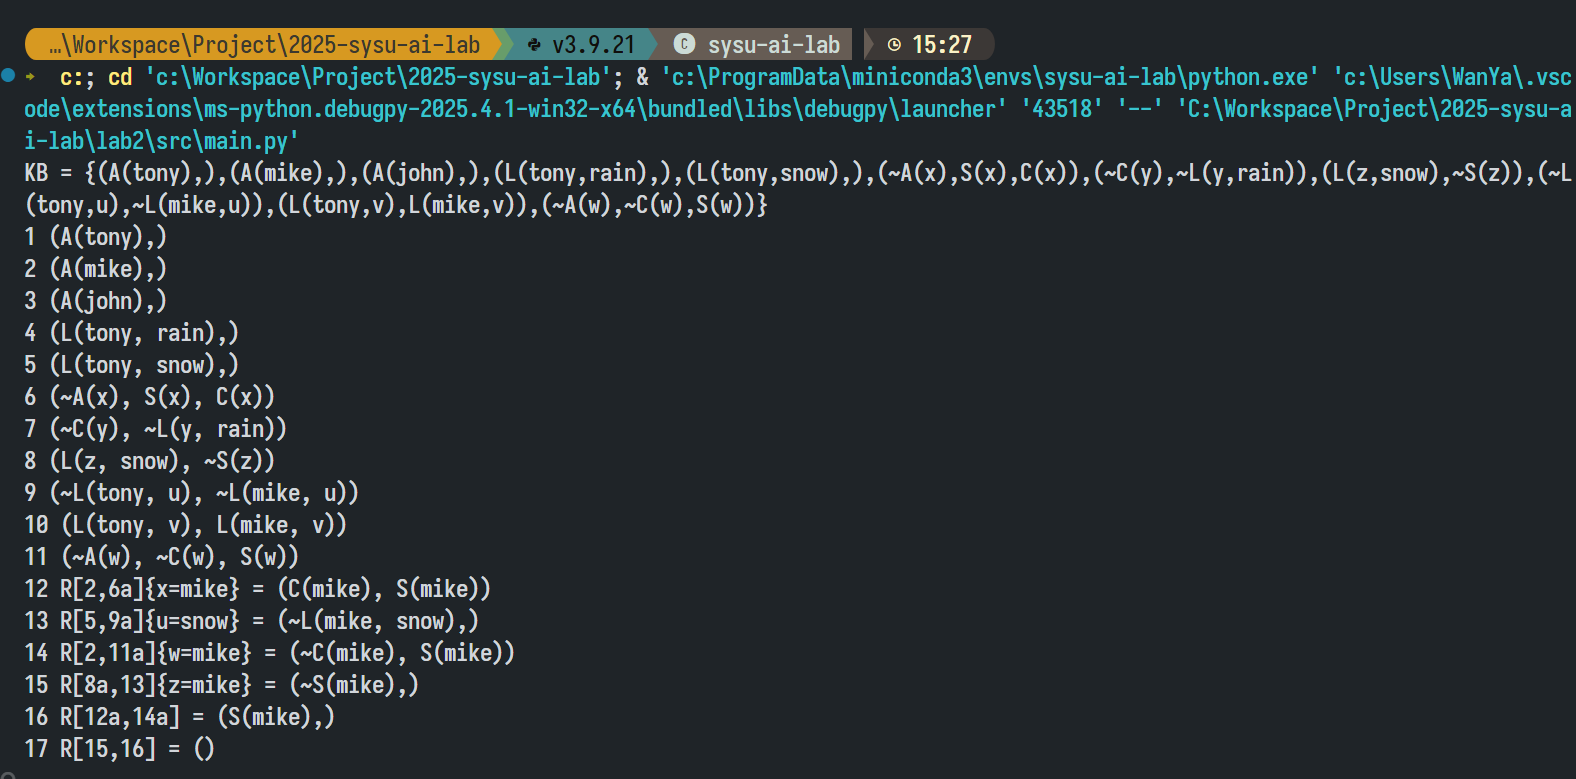 …\Workspace\Project\2025-sysu-ai-lab v3.9.21 C sysu-ai-lab 15:27
c:; cd 'c:\Workspace\Project\2025-sysu-ai-lab'; & 'c:\ProgramData\miniconda3\envs\sysu-ai-lab\python.exe' 'c:\Users\WanYa\.vsc
ode\extensions\ms-python.debugpy-2025.4.1-win32-x64\bundled\libs\debugpy\launcher' '43518' '--' 'C:\Workspace\Project\2025-sysu-a
i-lab\lab2\src\main.py'
KB = {(A(tony),),(A(mike),),(A(john),),(L(tony,rain),),(L(tony,snow),),(~A(x),S(x),C(x)),(~C(y),~L(y,rain)),(L(z,snow),~S(z)),(~L
(tony,u),~L(mike,u)),(L(tony,v),L(mike,v)),(~A(w),~C(w),S(w))}
1 (A(tony),)
2 (A(mike),)
3 (A(john),)
4 (L(tony, rain),)
5 (L(tony, snow),)
6 (~A(x), S(x), C(x))
7 (~C(y), ~L(y, rain))
8 (L(z, snow), ~S(z))
9 (~L(tony, u), ~L(mike, u))
10 (L(tony, v), L(mike, v))
11 (~A(w), ~C(w), S(w))
12 R[2,6a]{x=mike} = (C(mike), S(mike))
13 R[5,9a]{u=snow} = (~L(mike, snow),)
14 R[2,11a]{w=mike} = (~C(mike), S(mike))
15 R[8a,13]{z=mike} = (~S(mike),)
16 R[12a,14a] = (S(mike),)
17 R[15,16] = ()